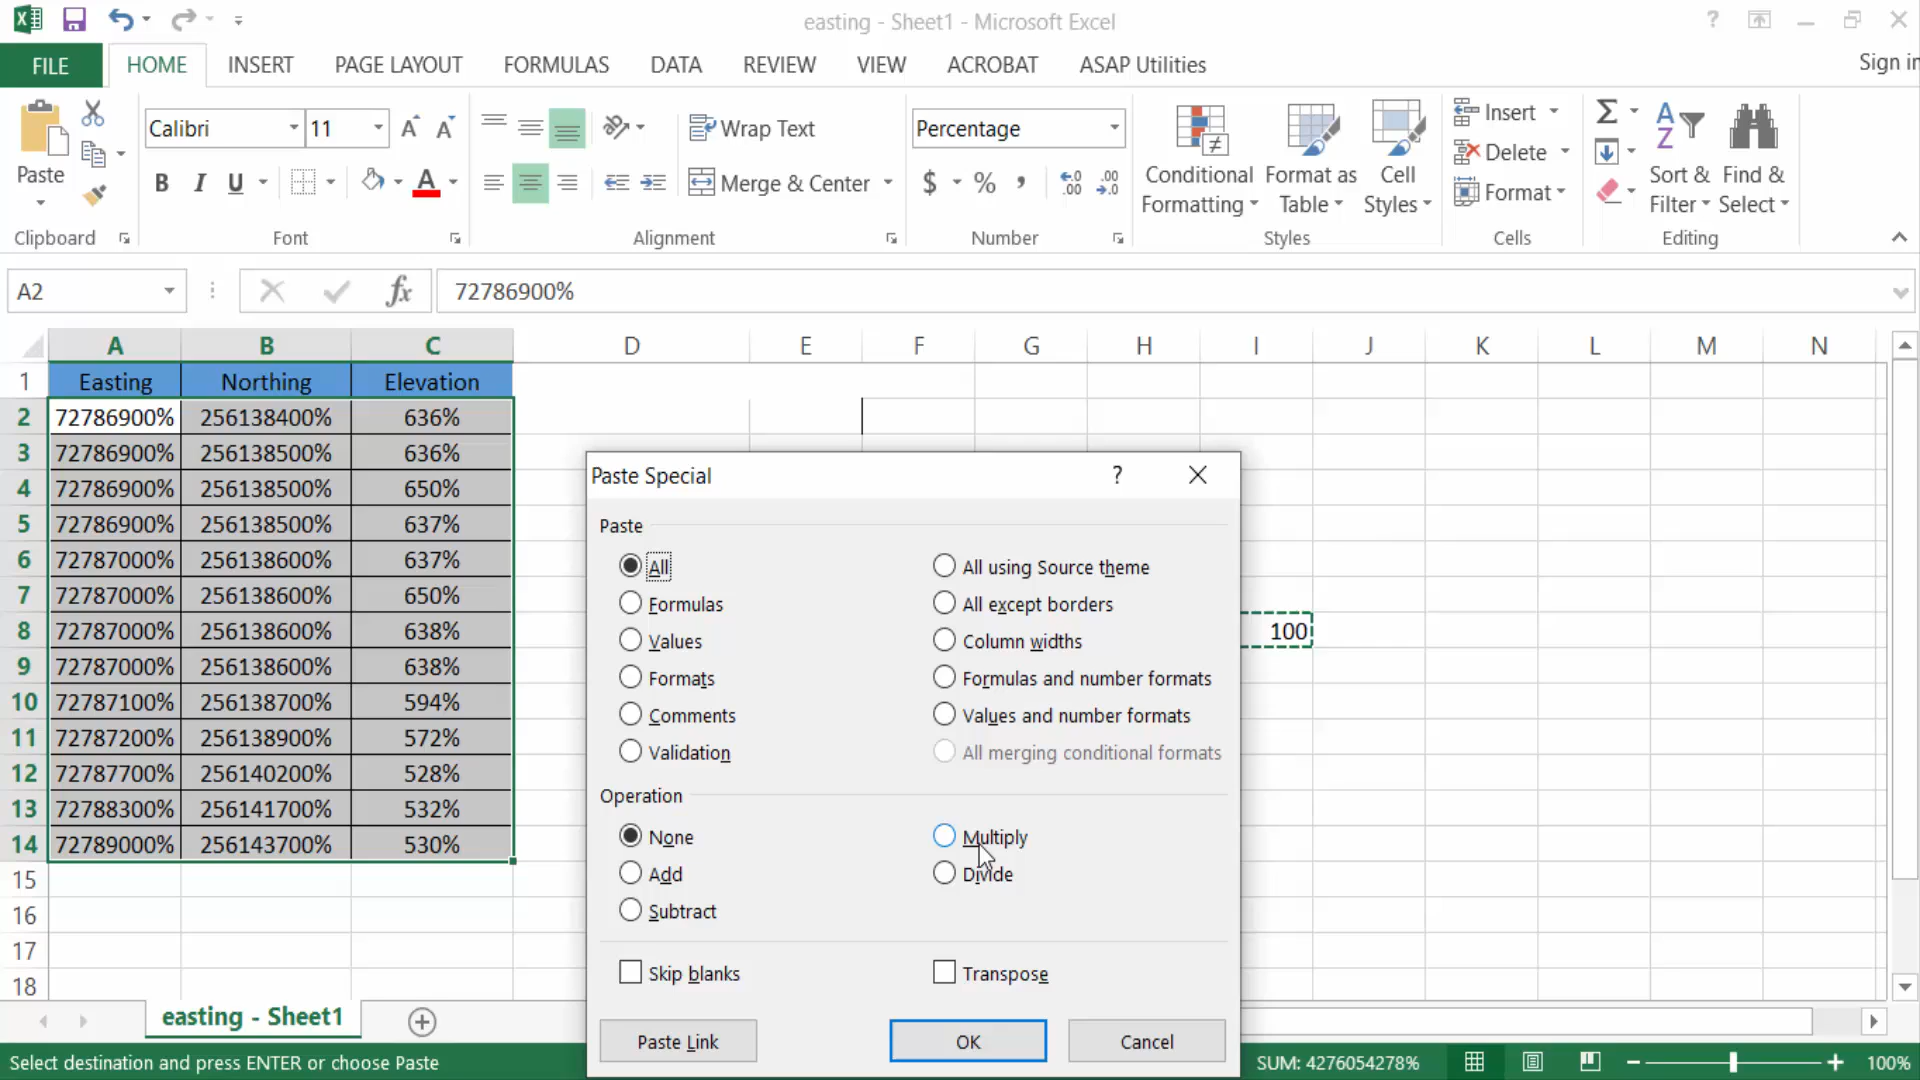 easting - Sheet1 - Microsoft Excel
FILE HOME INSERT PAGE LAYOUT FORMULAS DATA REVIEW VIEW ACROBAT ASAP Utilities Sign in
Calibri 11 Wrap Text Percentage Insert
Paste B I U Merge & Center $ % , Conditional Formatting Format as Table Cell Styles Delete Format Sort & Filter Find & Select
Clipboard Font Alignment Number Styles Cells Editing
A2 fx 72786900%
A B C D E F G H I J K L M N
1 Easting Northing Elevation
2 72786900% 256138400% 636%
3 72786900% 256138500% 636%
4 72786900% 256138500% 650%
5 72786900% 256138500% 637%
6 72787000% 256138600% 637%
7 72787000% 256138600% 650%
8 72787000% 256138600% 638% 100
9 72787000% 256138600% 638%
10 72787100% 256138700% 594%
11 72787200% 256138900% 572%
12 72787700% 256140200% 528%
13 72788300% 256141700% 532%
14 72789000% 256143700% 530%
15
16
17
18
Paste Special ?
Paste
All All using Source theme
Formulas All except borders
Values Column widths
Formats Formulas and number formats
Comments Values and number formats
Validation All merging conditional formats
Operation
None Multiply
Add Divide
Subtract
Skip blanks Transpose
Paste Link OK Cancel
easting - Sheet1
Select destination and press ENTER or choose Paste SUM: 4276054278% 100%